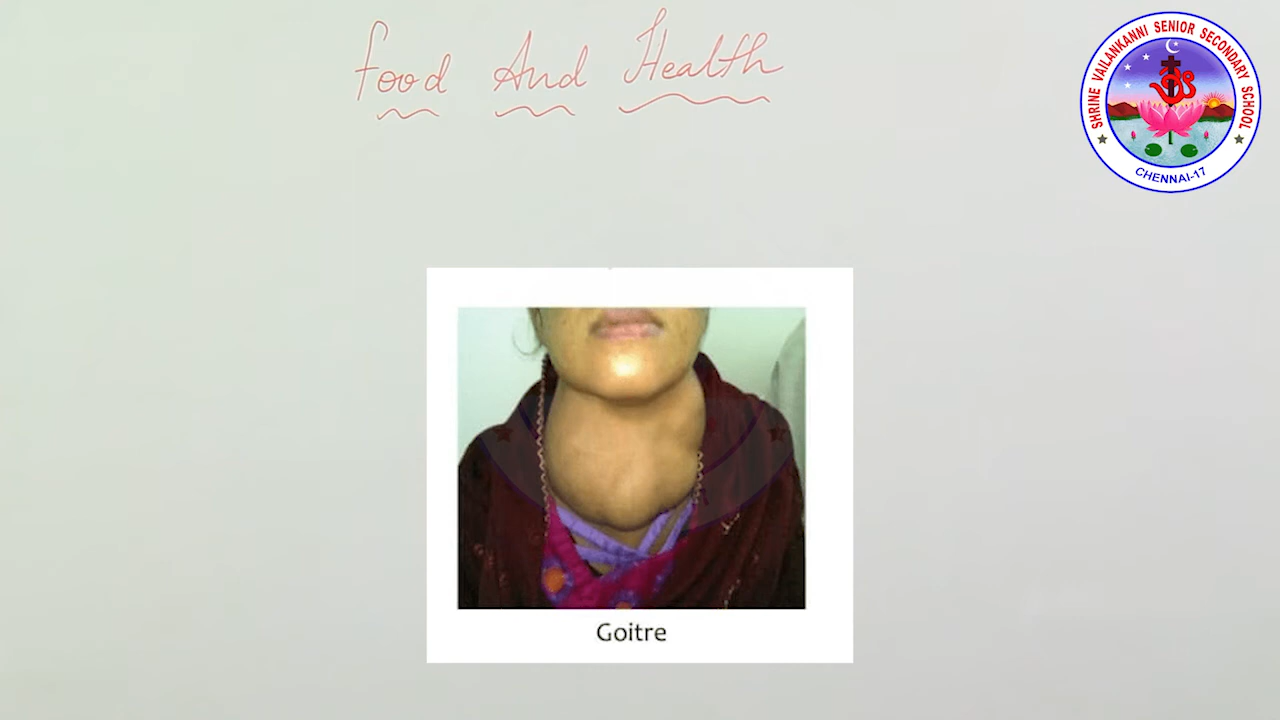 Food And Health
SHRINE VAILANKANNI SENIOR SECONDARY SCHOOL
CHENNAI-17
Goitre